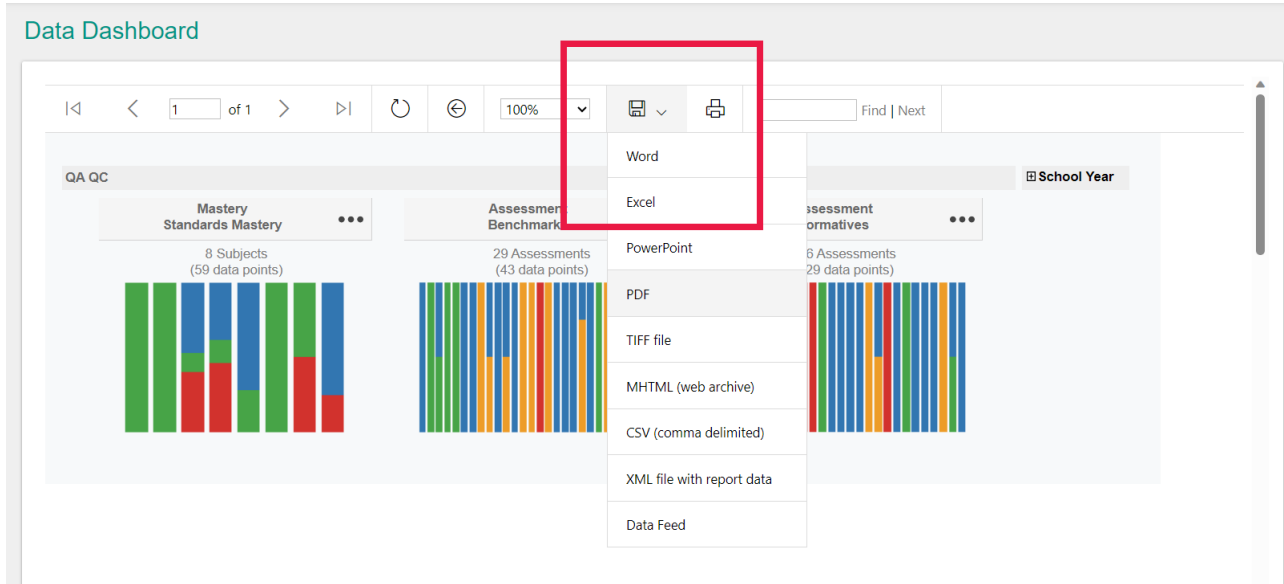 Data Dashboard
1 of 1 100% Find | Next
Word
Excel
PowerPoint
PDF
TIFF file
MHTML (web archive)
CSV (comma delimited)
XML file with report data
Data Feed
QA QC
School Year
Mastery
Standards Mastery
8 Subjects
(59 data points)
Assessment
Benchmark
29 Assessments
(43 data points)
ssessment
ormatives
6 Assessments
29 data points)